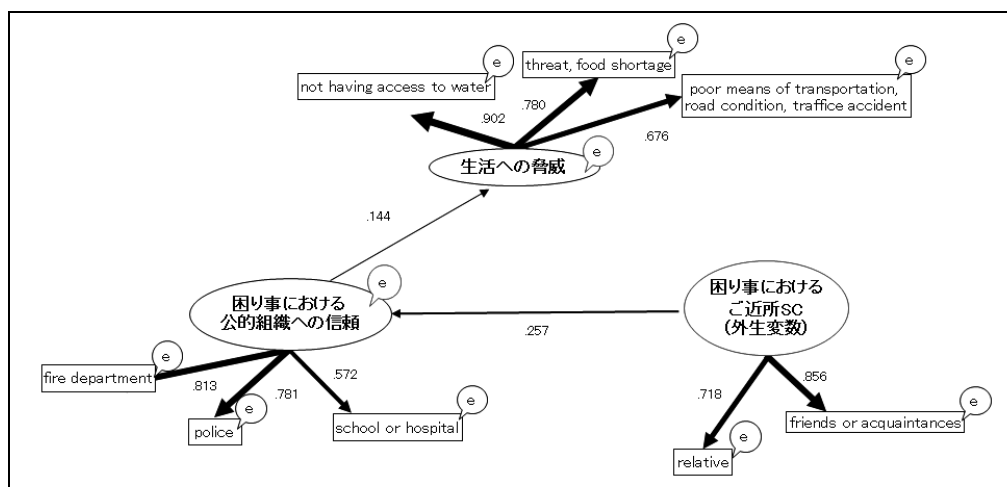 e
e
threat, food shortage
e
not having access to water
poor means of transportation,
road condition, traffice accident
.780
.902
.676
e
生活への脅威
.144
e
困り事における
公的組織への信頼
困り事における
ご近所SC
(外生変数)
.257
e
fire department
.813
.781
.572
.718
.856
e
e
police
school or hospital
e
friends or acquaintances
e
relative